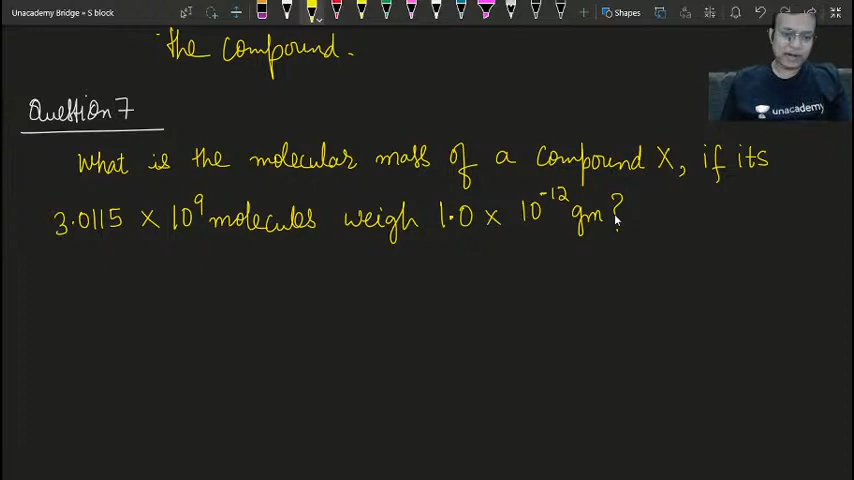 Unacademy Bridge + S block
Shapes
the compound.
unacademy
Question 7
What is the molecular mass of a compound X, if its
3.0115 × 10⁹ molecules weigh 1.0 × 10⁻¹² gm?